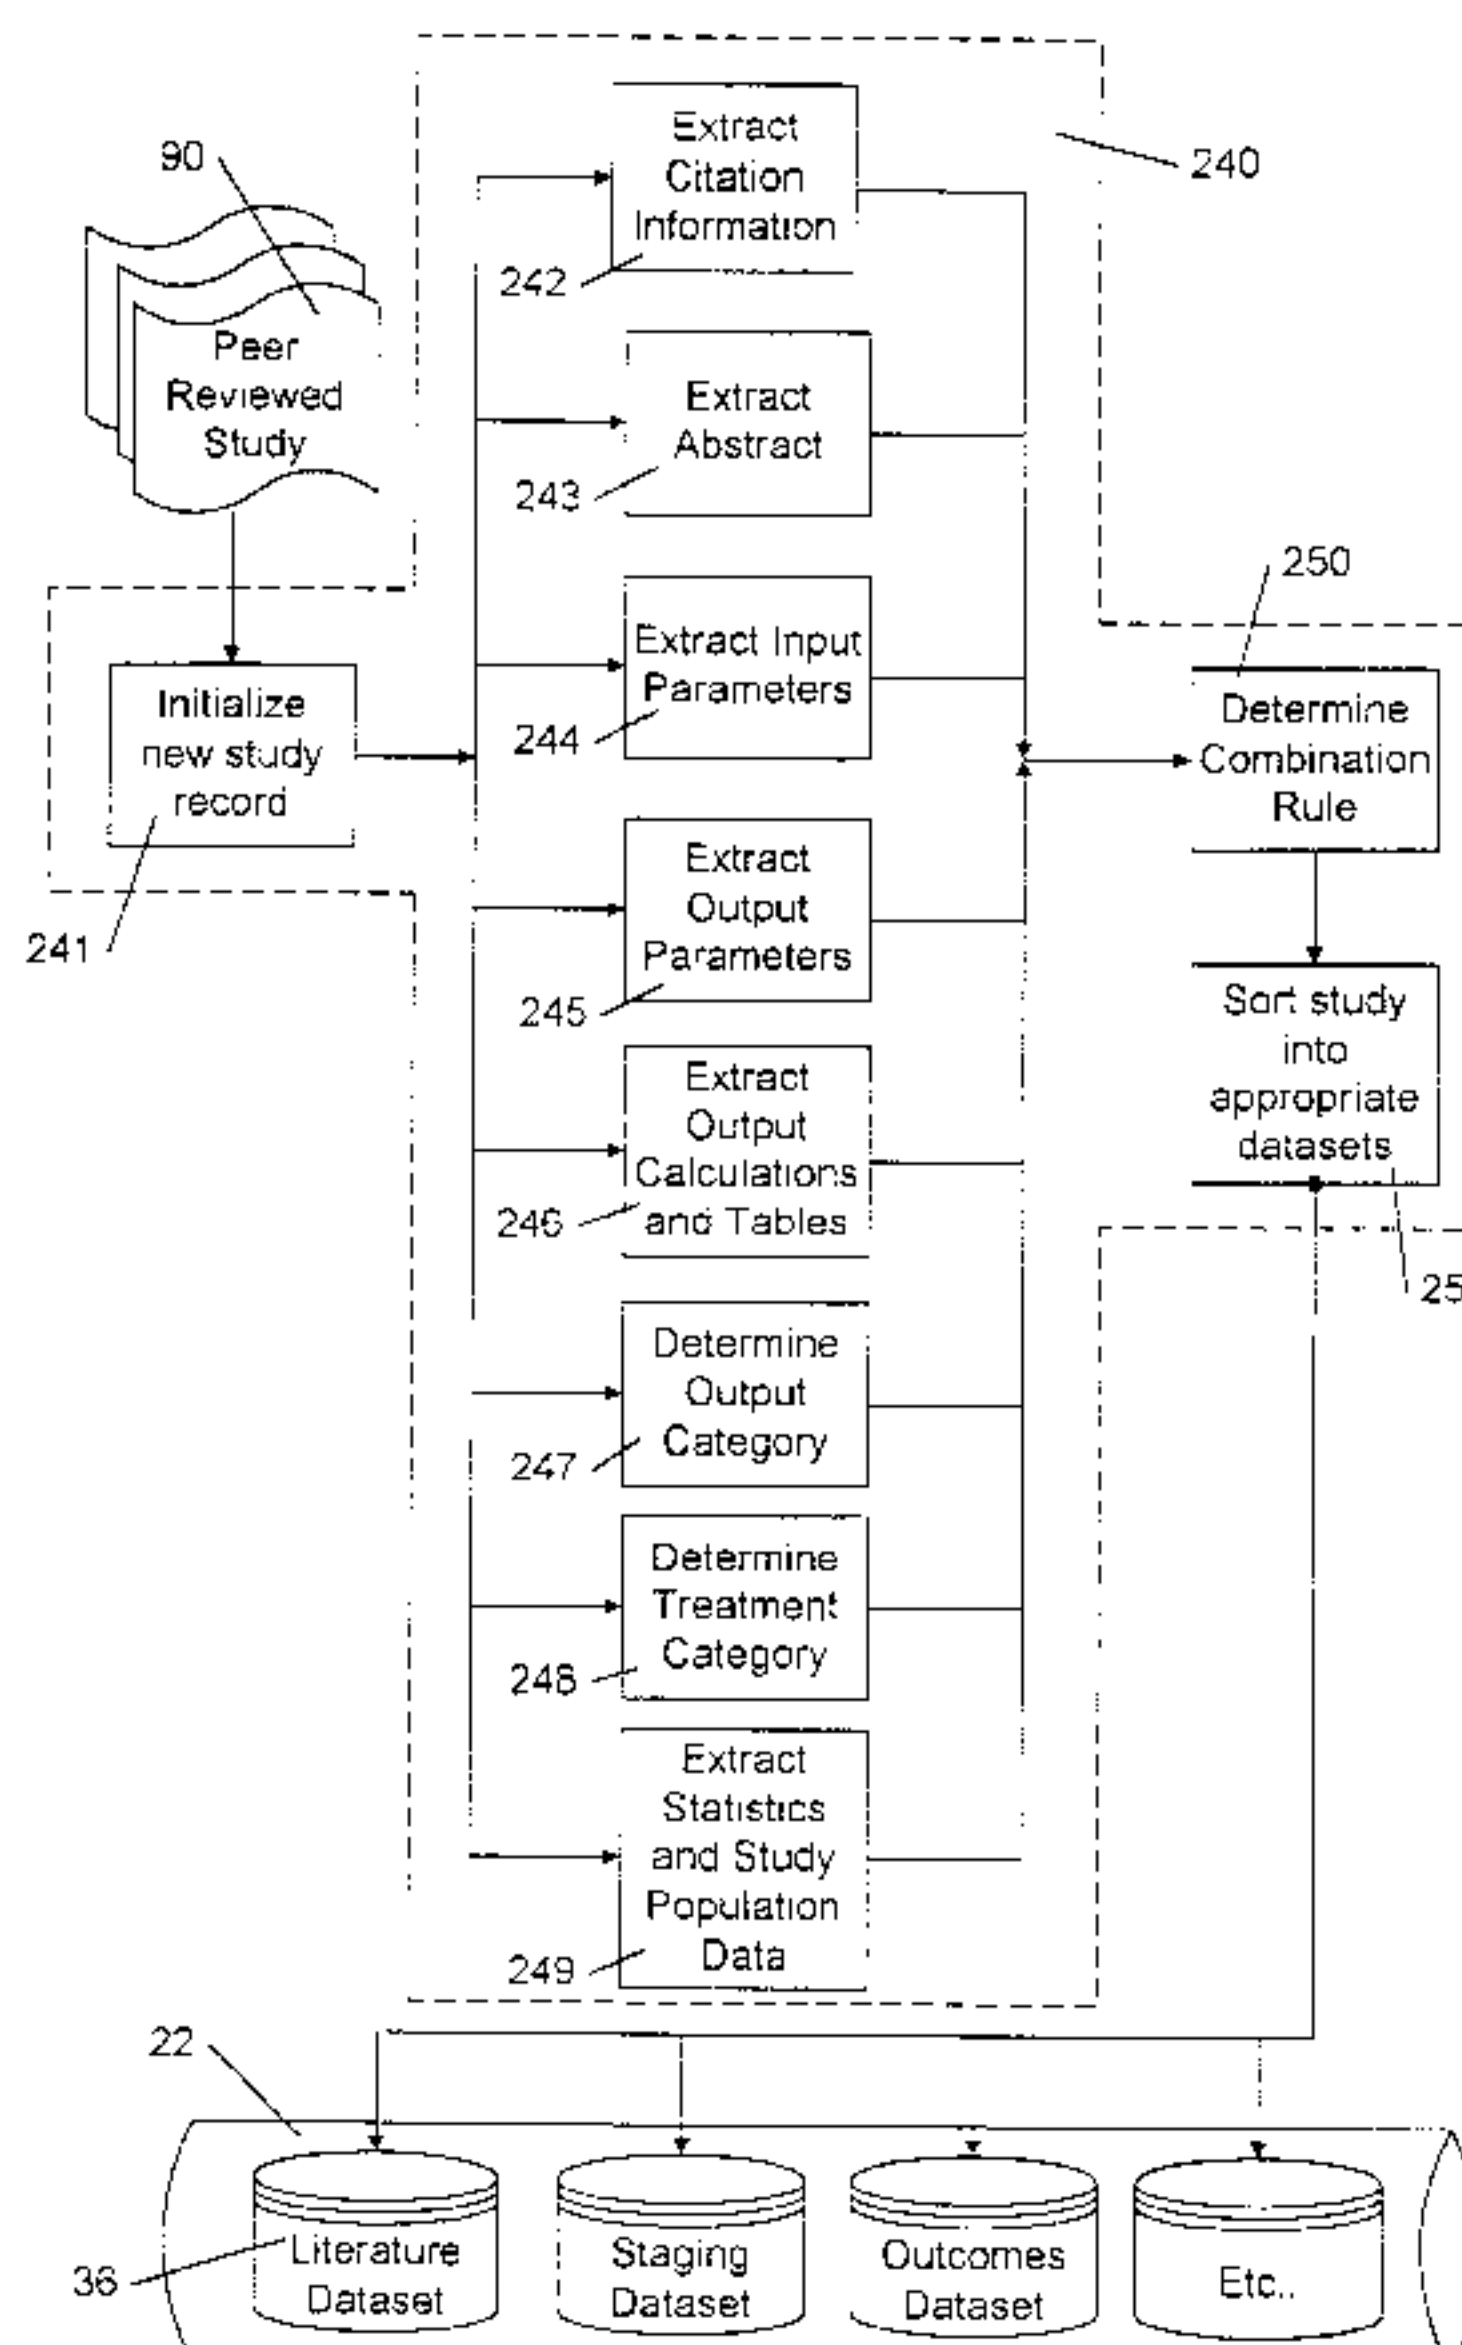 90
Peer
Reviewed
Study
240
Extract
Citation
Information
242
Extract
Abstract
243
Extract Input
Parameters
244
Initialize
new study
record
241
250
Determine
Combination
Rule
Extract
Output
Parameters
245
Sort study
into
appropriate
datasets
25
Extract
Output
Calculations
and Tables
246
Determine
Output
Category
247
Determine
Treatment
Category
248
Extract
Statistics
and Study
Population
Data
249
22
36
Literature
Dataset
Staging
Dataset
Outcomes
Dataset
Etc..